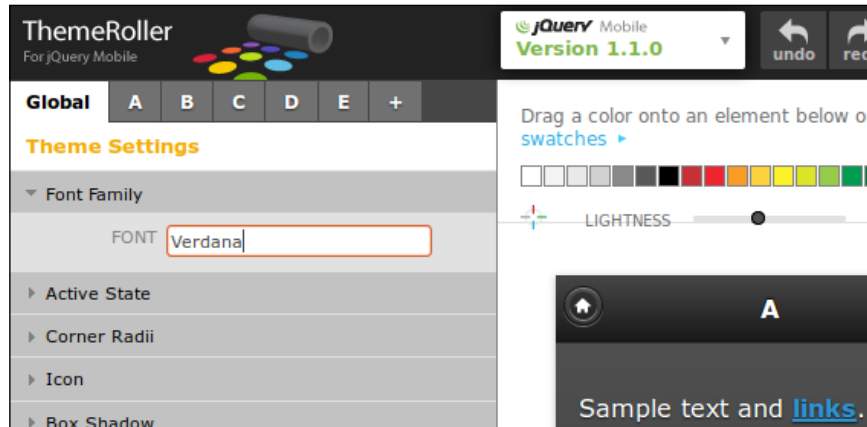 ThemeRoller
For jQuery Mobile
jQuery Mobile
Version 1.1.0
undo
Global A B C D E +
Theme Settings
Font Family
FONT Verdana
Active State
Corner Radii
Icon
Box Shadow
Drag a color onto an element below
swatches
LIGHTNESS
A
Sample text and links.